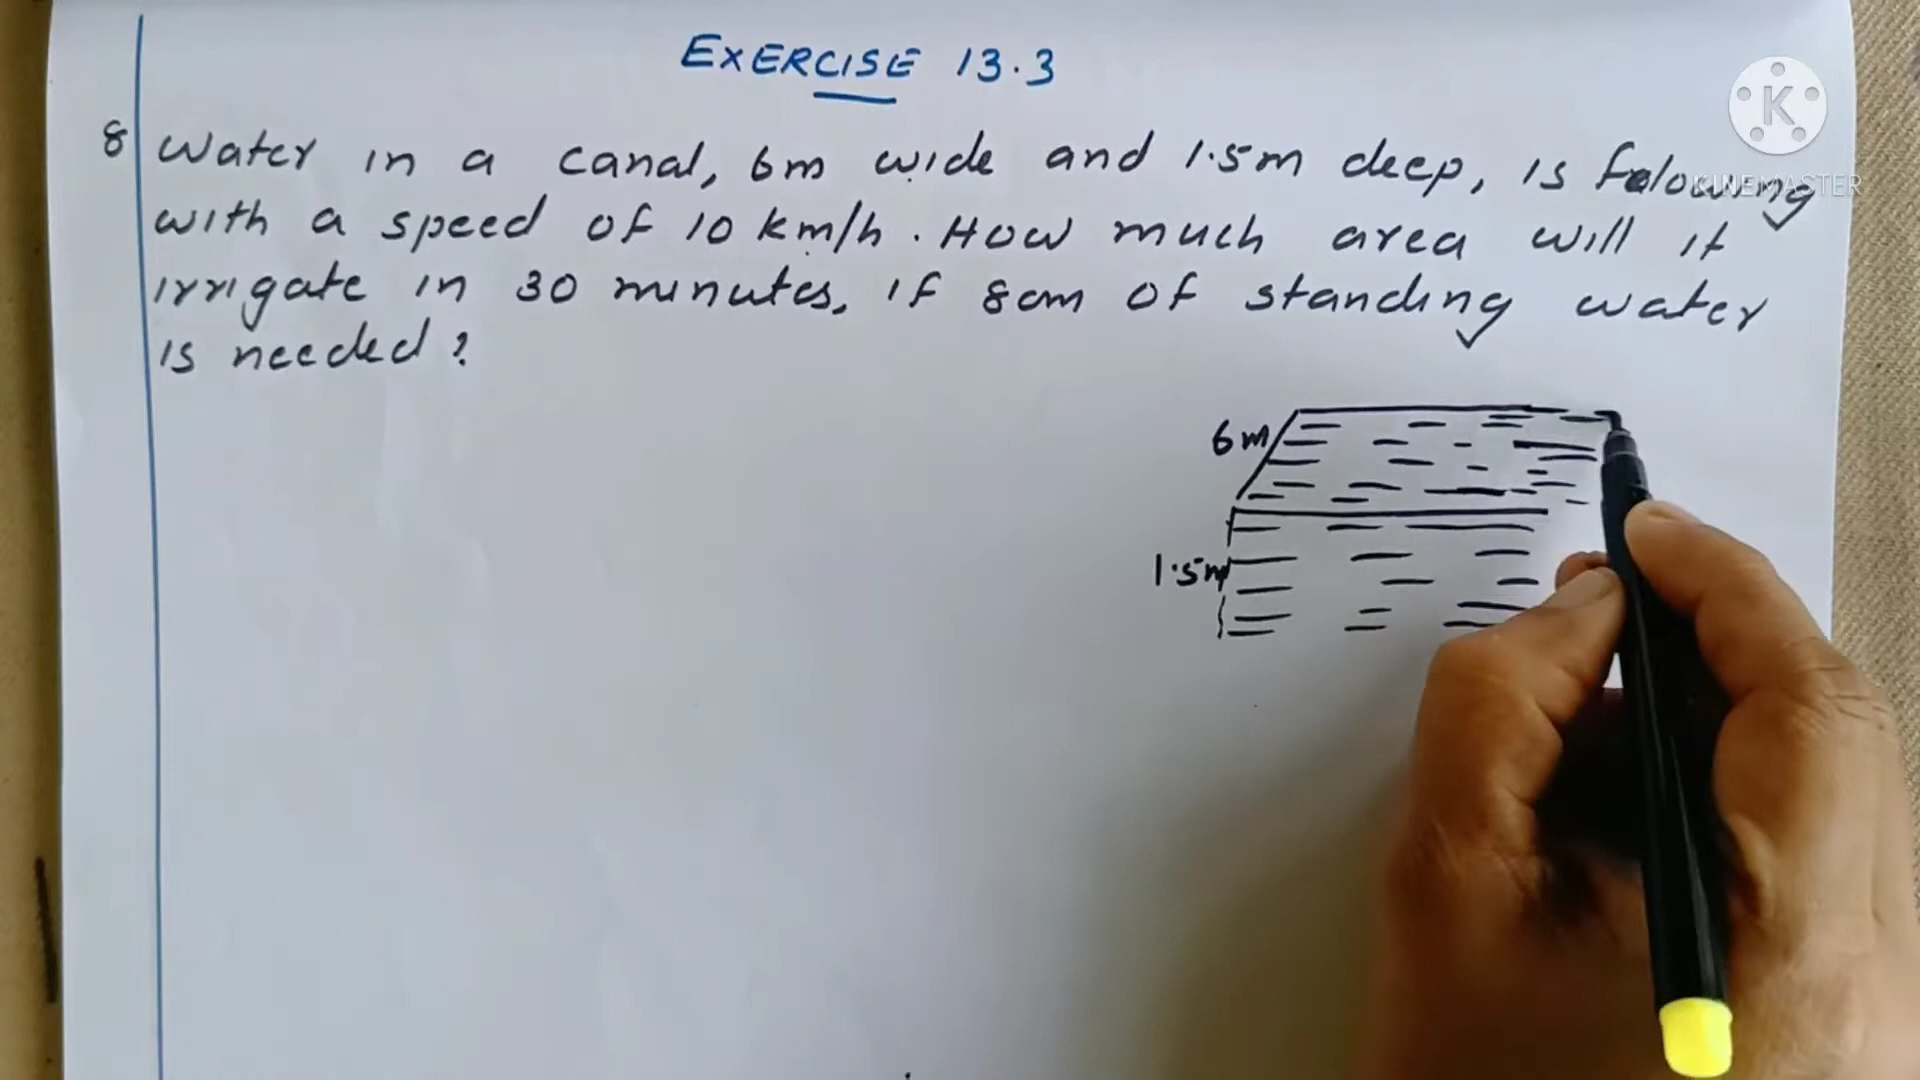 EXERCISE 13.3
8 Water in a canal, 6m wide and 1.5m deep, is folowing
with a speed of 10 km/h. How much area will it
irrigate in 30 minutes, if 8cm of standing water
is needed?
6m
1.5m
K
KINEMASTER